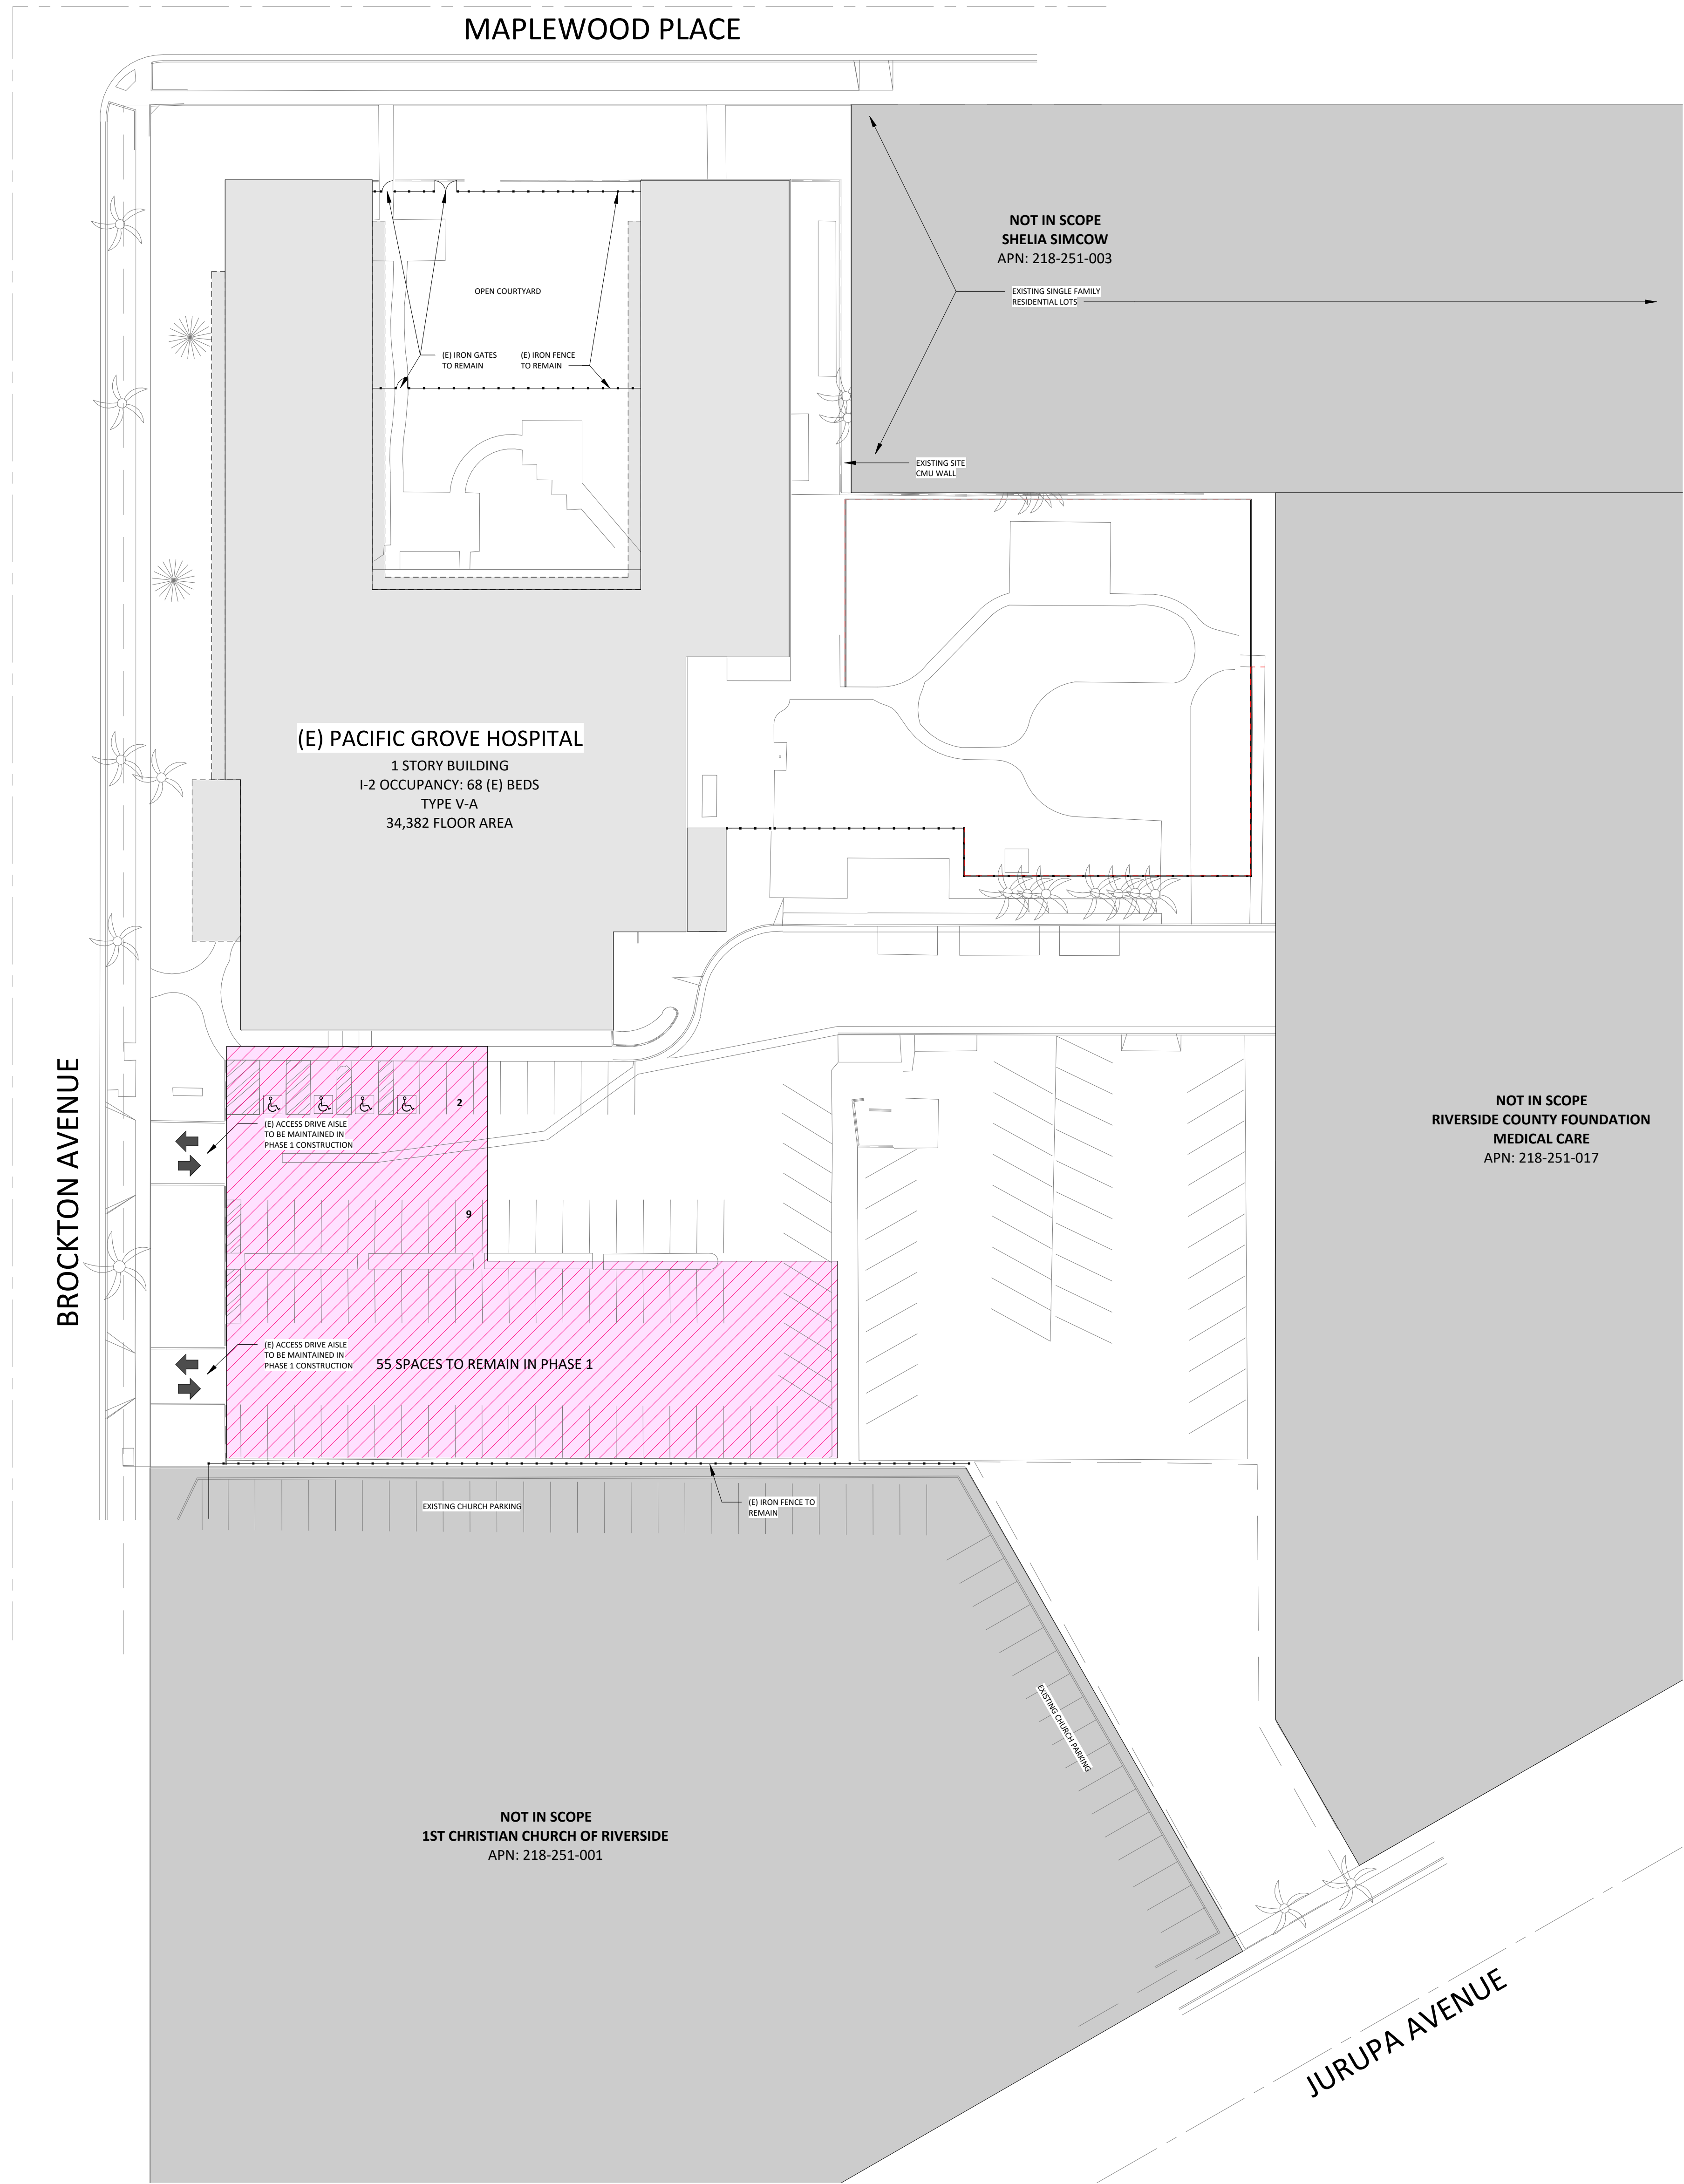 MAPLEWOOD PLACE
NOT IN SCOPE
SHELIA SIMCOW
APN: 218-251-003
OPEN COURTYARD
EXISTING SINGLE FAMILY
RESIDENTIAL LOTS
(E) IRON GATES
TO REMAIN
(E) IRON FENCE
TO REMAIN
EXISTING SITE
CMU WALL
(E) PACIFIC GROVE HOSPITAL
1 STORY BUILDING
I-2 OCCUPANCY: 68 (E) BEDS
TYPE V-A
34,382 FLOOR AREA
BROCKTON AVENUE
2
(E) ACCESS DRIVE AISLE
TO BE MAINTAINED IN
PHASE 1 CONSTRUCTION
NOT IN SCOPE
RIVERSIDE COUNTY FOUNDATION
MEDICAL CARE
APN: 218-251-017
9
(E) ACCESS DRIVE AISLE
TO BE MAINTAINED IN
PHASE 1 CONSTRUCTION
55 SPACES TO REMAIN IN PHASE 1
EXISTING CHURCH PARKING
(E) IRON FENCE TO
REMAIN
EXISTING CHURCH PARKING
NOT IN SCOPE
1ST CHRISTIAN CHURCH OF RIVERSIDE
APN: 218-251-001
JURUPA AVENUE